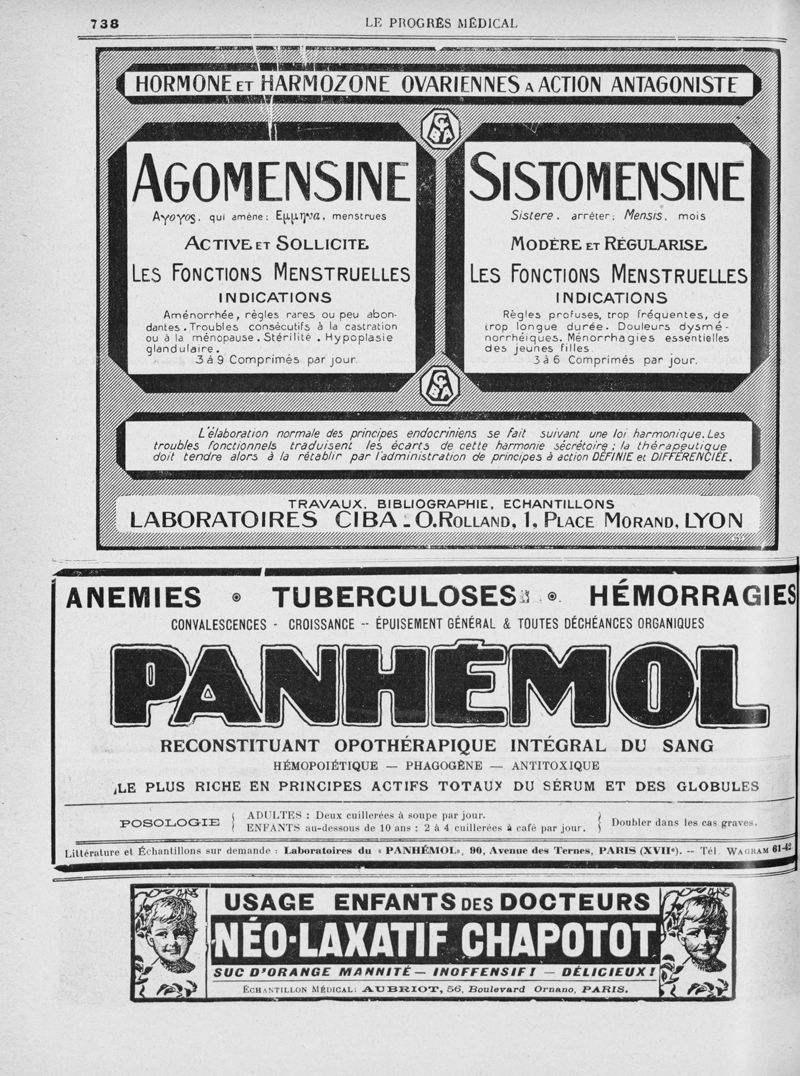 738
LE PROGRÈS MÉDICAL
HORMONE ET HARMOZONE OVARIENNES A ACTION ANTAGONISTE
CIBA
AGOMENSINE
Αγογος, qui amène; Εμμηνα, menstrues
ACTIVE ET SOLLICITE
LES FONCTIONS MENSTRUELLES
INDICATIONS
Aménorrhée, règles rares ou peu abon-
dantes. Troubles consécutifs à la castration
ou à la ménopause. Stérilité. Hypoplasie
glandulaire.
3 à 9 Comprimés par jour.
SISTOMENSINE
Sistere, arrêter; Mensis, mois
MODÈRE ET RÉGULARISE
LES FONCTIONS MENSTRUELLES
INDICATIONS
Règles profuses, trop fréquentes, de
trop longue durée. Douleurs dysmé-
norrhéiques. Ménorrhagies essentielles
des jeunes filles.
3 à 6 Comprimés par jour.
CIBA
L'élaboration normale des principes endocriniens se fait suivant une loi harmonique. Les
troubles fonctionnels traduisent les écarts de cette harmonie sécrétoire; la thérapeutique
doit tendre alors à la rétablir par l'administration de principes à action DÉFINIE et DIFFÉRENCIÉE.
TRAVAUX, BIBLIOGRAPHIE, ECHANTILLONS
LABORATOIRES CIBA. O. ROLLAND, 1, PLACE MORAND, LYON
ANEMIES • TUBERCULOSES • HÉMORRAGIES
CONVALESCENCES - CROISSANCE -- ÉPUISEMENT GÉNÉRAL & TOUTES DÉCHÉANCES ORGANIQUES
PANHÉMOL
RECONSTITUANT OPOTHÉRAPIQUE INTÉGRAL DU SANG
HÉMOPOIÉTIQUE — PHAGOGÈNE — ANTITOXIQUE
LE PLUS RICHE EN PRINCIPES ACTIFS TOTAUX DU SÉRUM ET DES GLOBULES
POSOLOGIE
ADULTES : Deux cuillerées à soupe par jour.
ENFANTS au-dessous de 10 ans : 2 à 4 cuillerées à café par jour.
Doubler dans les cas graves.
Littérature et Échantillons sur demande : Laboratoires du « PANHÉMOL», 90, Avenue des Ternes, PARIS (XVIIe). -- Tél. WAGRAM 61-42
USAGE ENFANTS DES DOCTEURS
NÉO-LAXATIF CHAPOTOT
SUC D'ORANGE MANNITÉ — INOFFENSIF! — DÉLICIEUX!
ÉCHANTILLON MÉDICAL: AUBRIOT, 56, Boulevard Ornano, PARIS.